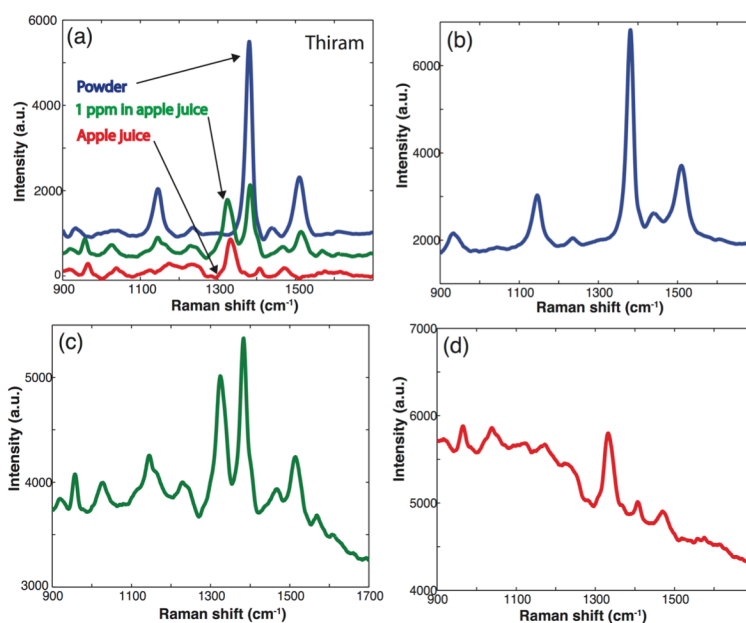 (a)
Thiram
Powder
1 ppm in apple juice
Apple juice
6000
4000
2000
0
Intensity (a.u.)
900 1100 1300 1500
Raman shift (cm⁻¹)
(b)
6000
4000
2000
Intensity (a.u.)
900 1100 1300 1500
Raman shift (cm⁻¹)
(c)
5000
4000
3000
Intensity (a.u.)
900 1100 1300 1500 1700
Raman shift (cm⁻¹)
(d)
7000
6000
5000
4000
Intensity (a.u.)
900 1100 1300 1500
Raman shift (cm⁻¹)